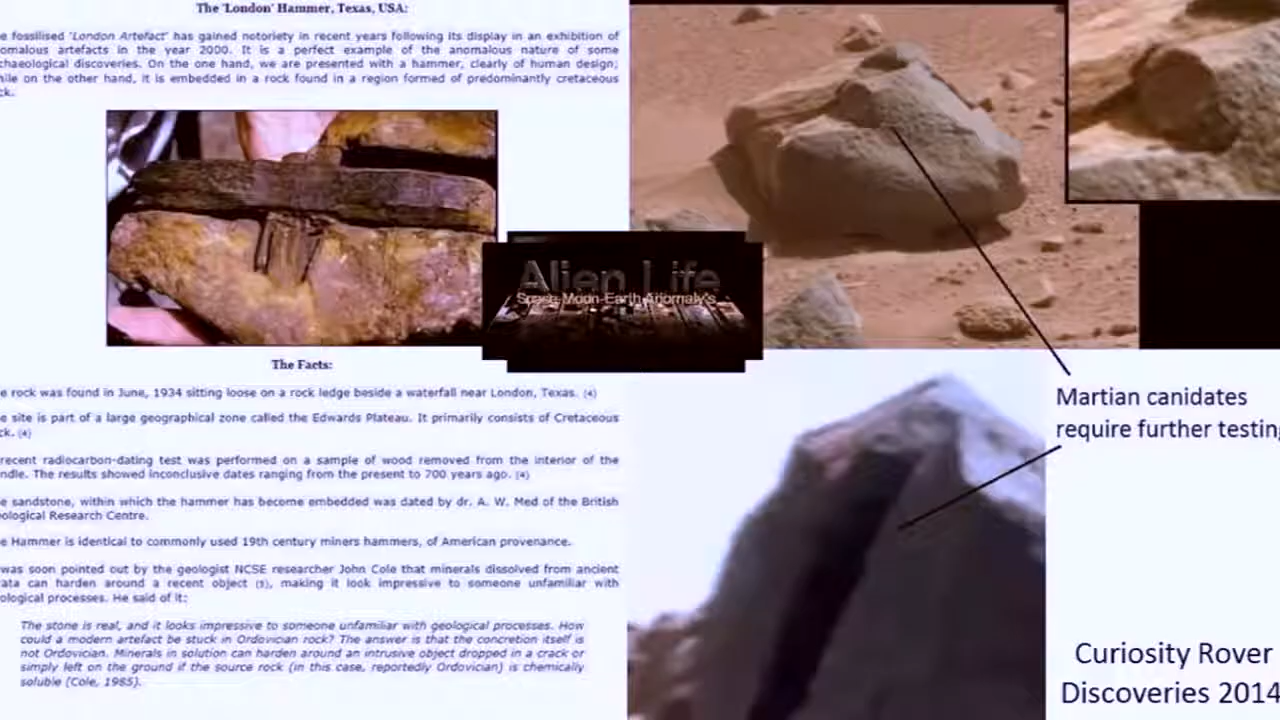 The 'London' Hammer, Texas, USA:
e fossilised 'London Artefact' has gained notoriety in recent years following its display in an exhibition of
omalous artefacts in the year 2000. It is a perfect example of the anomalous nature of some
chaeological discoveries. On the one hand, we are presented with a hammer, clearly of human design;
ile on the other hand, it is embedded in a rock found in a region formed of predominantly cretaceous
ck.
Alien Life
Space-Moon-Earth-Anomaly's
The Facts:
e rock was found in June, 1934 sitting loose on a rock ledge beside a waterfall near London, Texas. (4)
e site is part of a large geographical zone called the Edwards Plateau. It primarily consists of Cretaceous
ck. (4)
recent radiocarbon-dating test was performed on a sample of wood removed from the interior of the
ndle. The results showed inconclusive dates ranging from the present to 700 years ago. (4)
e sandstone, within which the hammer has become embedded was dated by dr. A. W. Med of the British
ological Research Centre.
e Hammer is identical to commonly used 19th century miners hammers, of American provenance.
was soon pointed out by the geologist NCSE researcher John Cole that minerals dissolved from ancient
ata can harden around a recent object (3), making it look impressive to someone unfamiliar with
ological processes. He said of it:
The stone is real, and it looks impressive to someone unfamiliar with geological processes. How
could a modern artefact be stuck in Ordovician rock? The answer is that the concretion itself is
not Ordovician. Minerals in solution can harden around an intrusive object dropped in a crack or
simply left on the ground if the source rock (in this case, reportedly Ordovician) is chemically
soluble (Cole, 1985).
Martian canidates
require further testing
Curiosity Rover
Discoveries 2014